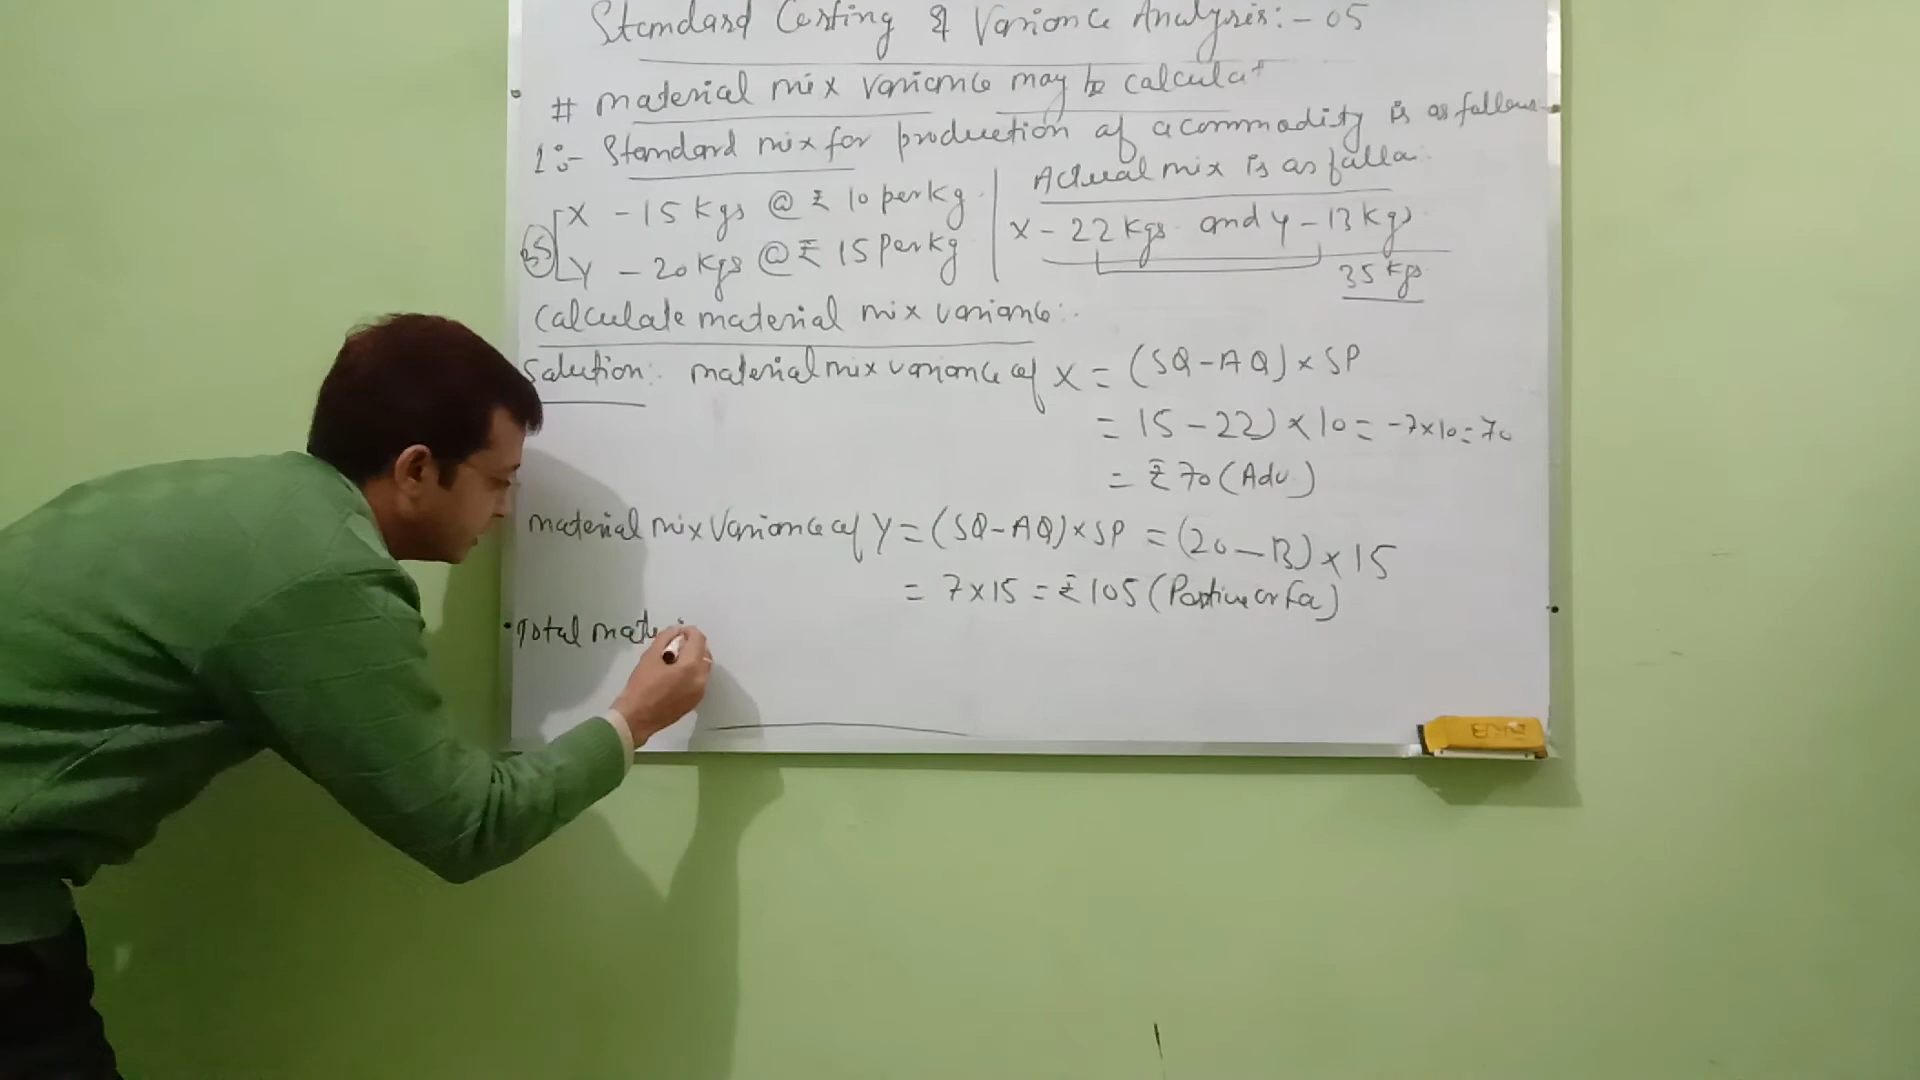 Standard Costing & Variance Analysis:- 05
# material mix variance may be calculat
1:- Standard mix for production of a commodity is as follows
X - 15 kgs @ ₹ 10 per kg
Y - 20 kgs @ ₹ 15 per kg
35
Actual mix is as follo
X - 22 kgs and Y - 13 kgs
35 kgs
Calculate material mix variance:-
Solution:- material mix variance of X = (SQ - AQ) × SP
= 15 - 22) × 10 = -7×10 = 70
= ₹ 70 (Adv.)
material mix Variance of Y = (SQ - AQ) × SP = (20 - 13) × 15
= 7 × 15 = ₹ 105 (Positive or Fa)
Total materi